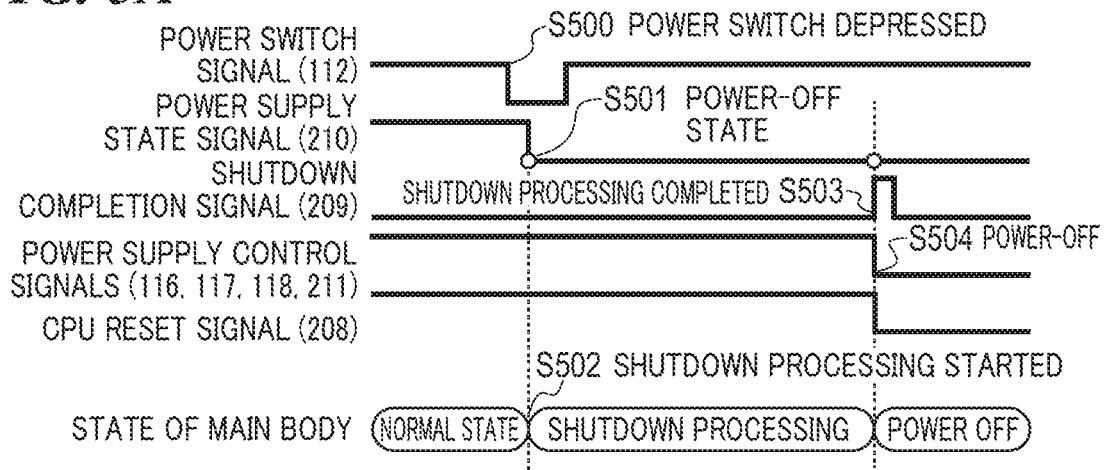 POWER SWITCH
SIGNAL (112)
S500 POWER SWITCH DEPRESSED
POWER SUPPLY
STATE SIGNAL (210)
S501 POWER-OFF
STATE
SHUTDOWN
COMPLETION SIGNAL (209)
SHUTDOWN PROCESSING COMPLETED S503
POWER SUPPLY CONTROL
SIGNALS (116, 117, 118, 211)
S504 POWER-OFF
CPU RESET SIGNAL (208)
S502 SHUTDOWN PROCESSING STARTED
STATE OF MAIN BODY
NORMAL STATE
SHUTDOWN PROCESSING
POWER OFF